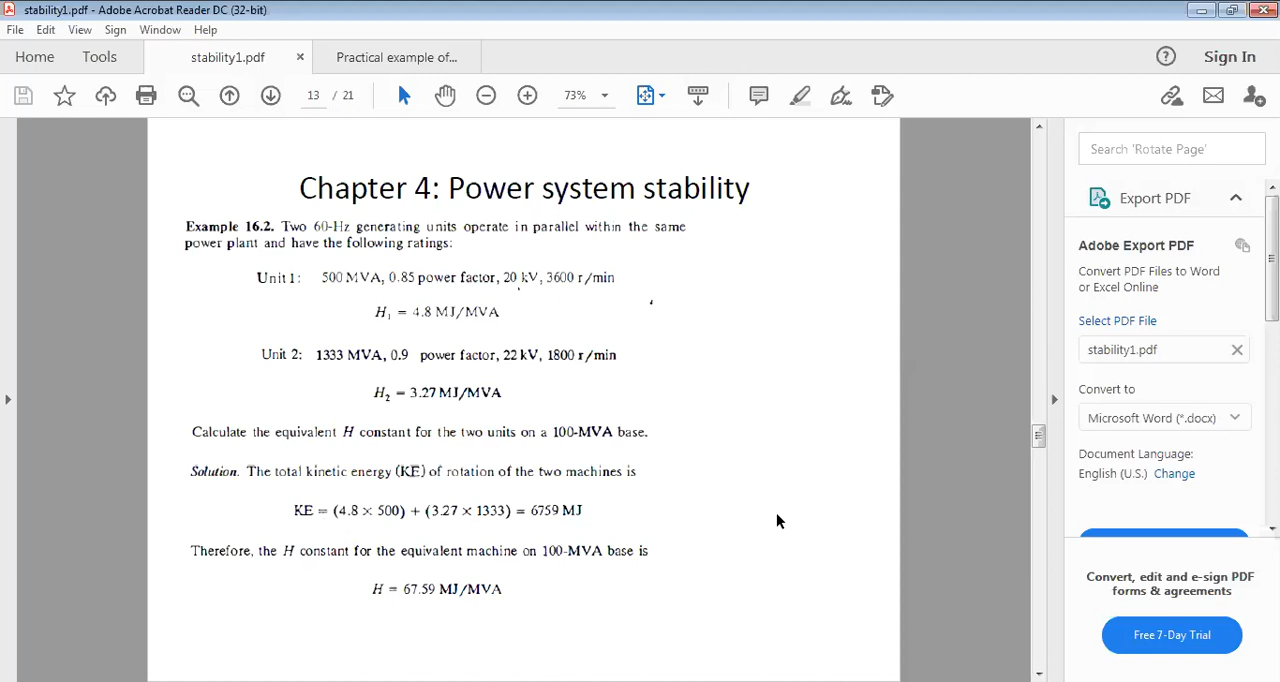 stability1.pdf - Adobe Acrobat Reader DC (32-bit)
File Edit View Sign Window Help
Home Tools stability1.pdf × Practical example of... ? Sign In
13 / 21 73%
Chapter 4: Power system stability
Example 16.2. Two 60-Hz generating units operate in parallel within the same
power plant and have the following ratings:
Unit 1: 500 MVA, 0.85 power factor, 20 kV, 3600 r/min
H₁ = 4.8 MJ/MVA
Unit 2: 1333 MVA, 0.9 power factor, 22 kV, 1800 r/min
H₂ = 3.27 MJ/MVA
Calculate the equivalent H constant for the two units on a 100-MVA base.
Solution. The total kinetic energy (KE) of rotation of the two machines is
KE = (4.8 × 500) + (3.27 × 1333) = 6759 MJ
Therefore, the H constant for the equivalent machine on 100-MVA base is
H = 67.59 MJ/MVA
Search 'Rotate Page'
Export PDF
Adobe Export PDF
Convert PDF Files to Word
or Excel Online
Select PDF File
stability1.pdf
Convert to
Microsoft Word (*.docx)
Document Language:
English (U.S.) Change
Convert, edit and e-sign PDF
forms & agreements
Free 7-Day Trial